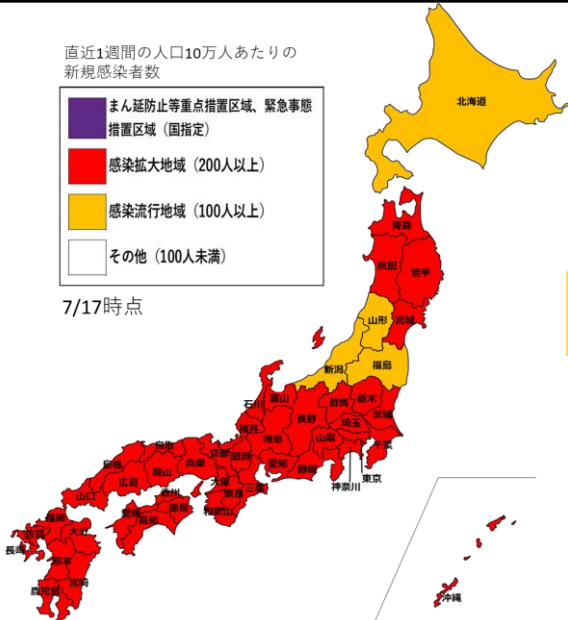 直近1週間の人口10万人あたりの
新規感染者数
まん延防止等重点措置区域、緊急事態
措置区域（国指定）
感染拡大地域（200人以上）
感染流行地域（100人以上）
その他（100人未満）
7/17時点
北海道
青森
秋田
岩手
山形
宮城
新潟
福島
石川
富山
群馬
栃木
長野
茨城
福井
岐阜
埼玉
山梨
千葉
鳥取
京都
滋賀
愛知
静岡
東京
神奈川
島根
岡山
兵庫
広島
大阪
奈良
三重
山口
香川
和歌山
愛媛
徳島
高知
福岡
佐賀
大分
長崎
熊本
宮崎
鹿児島
沖縄